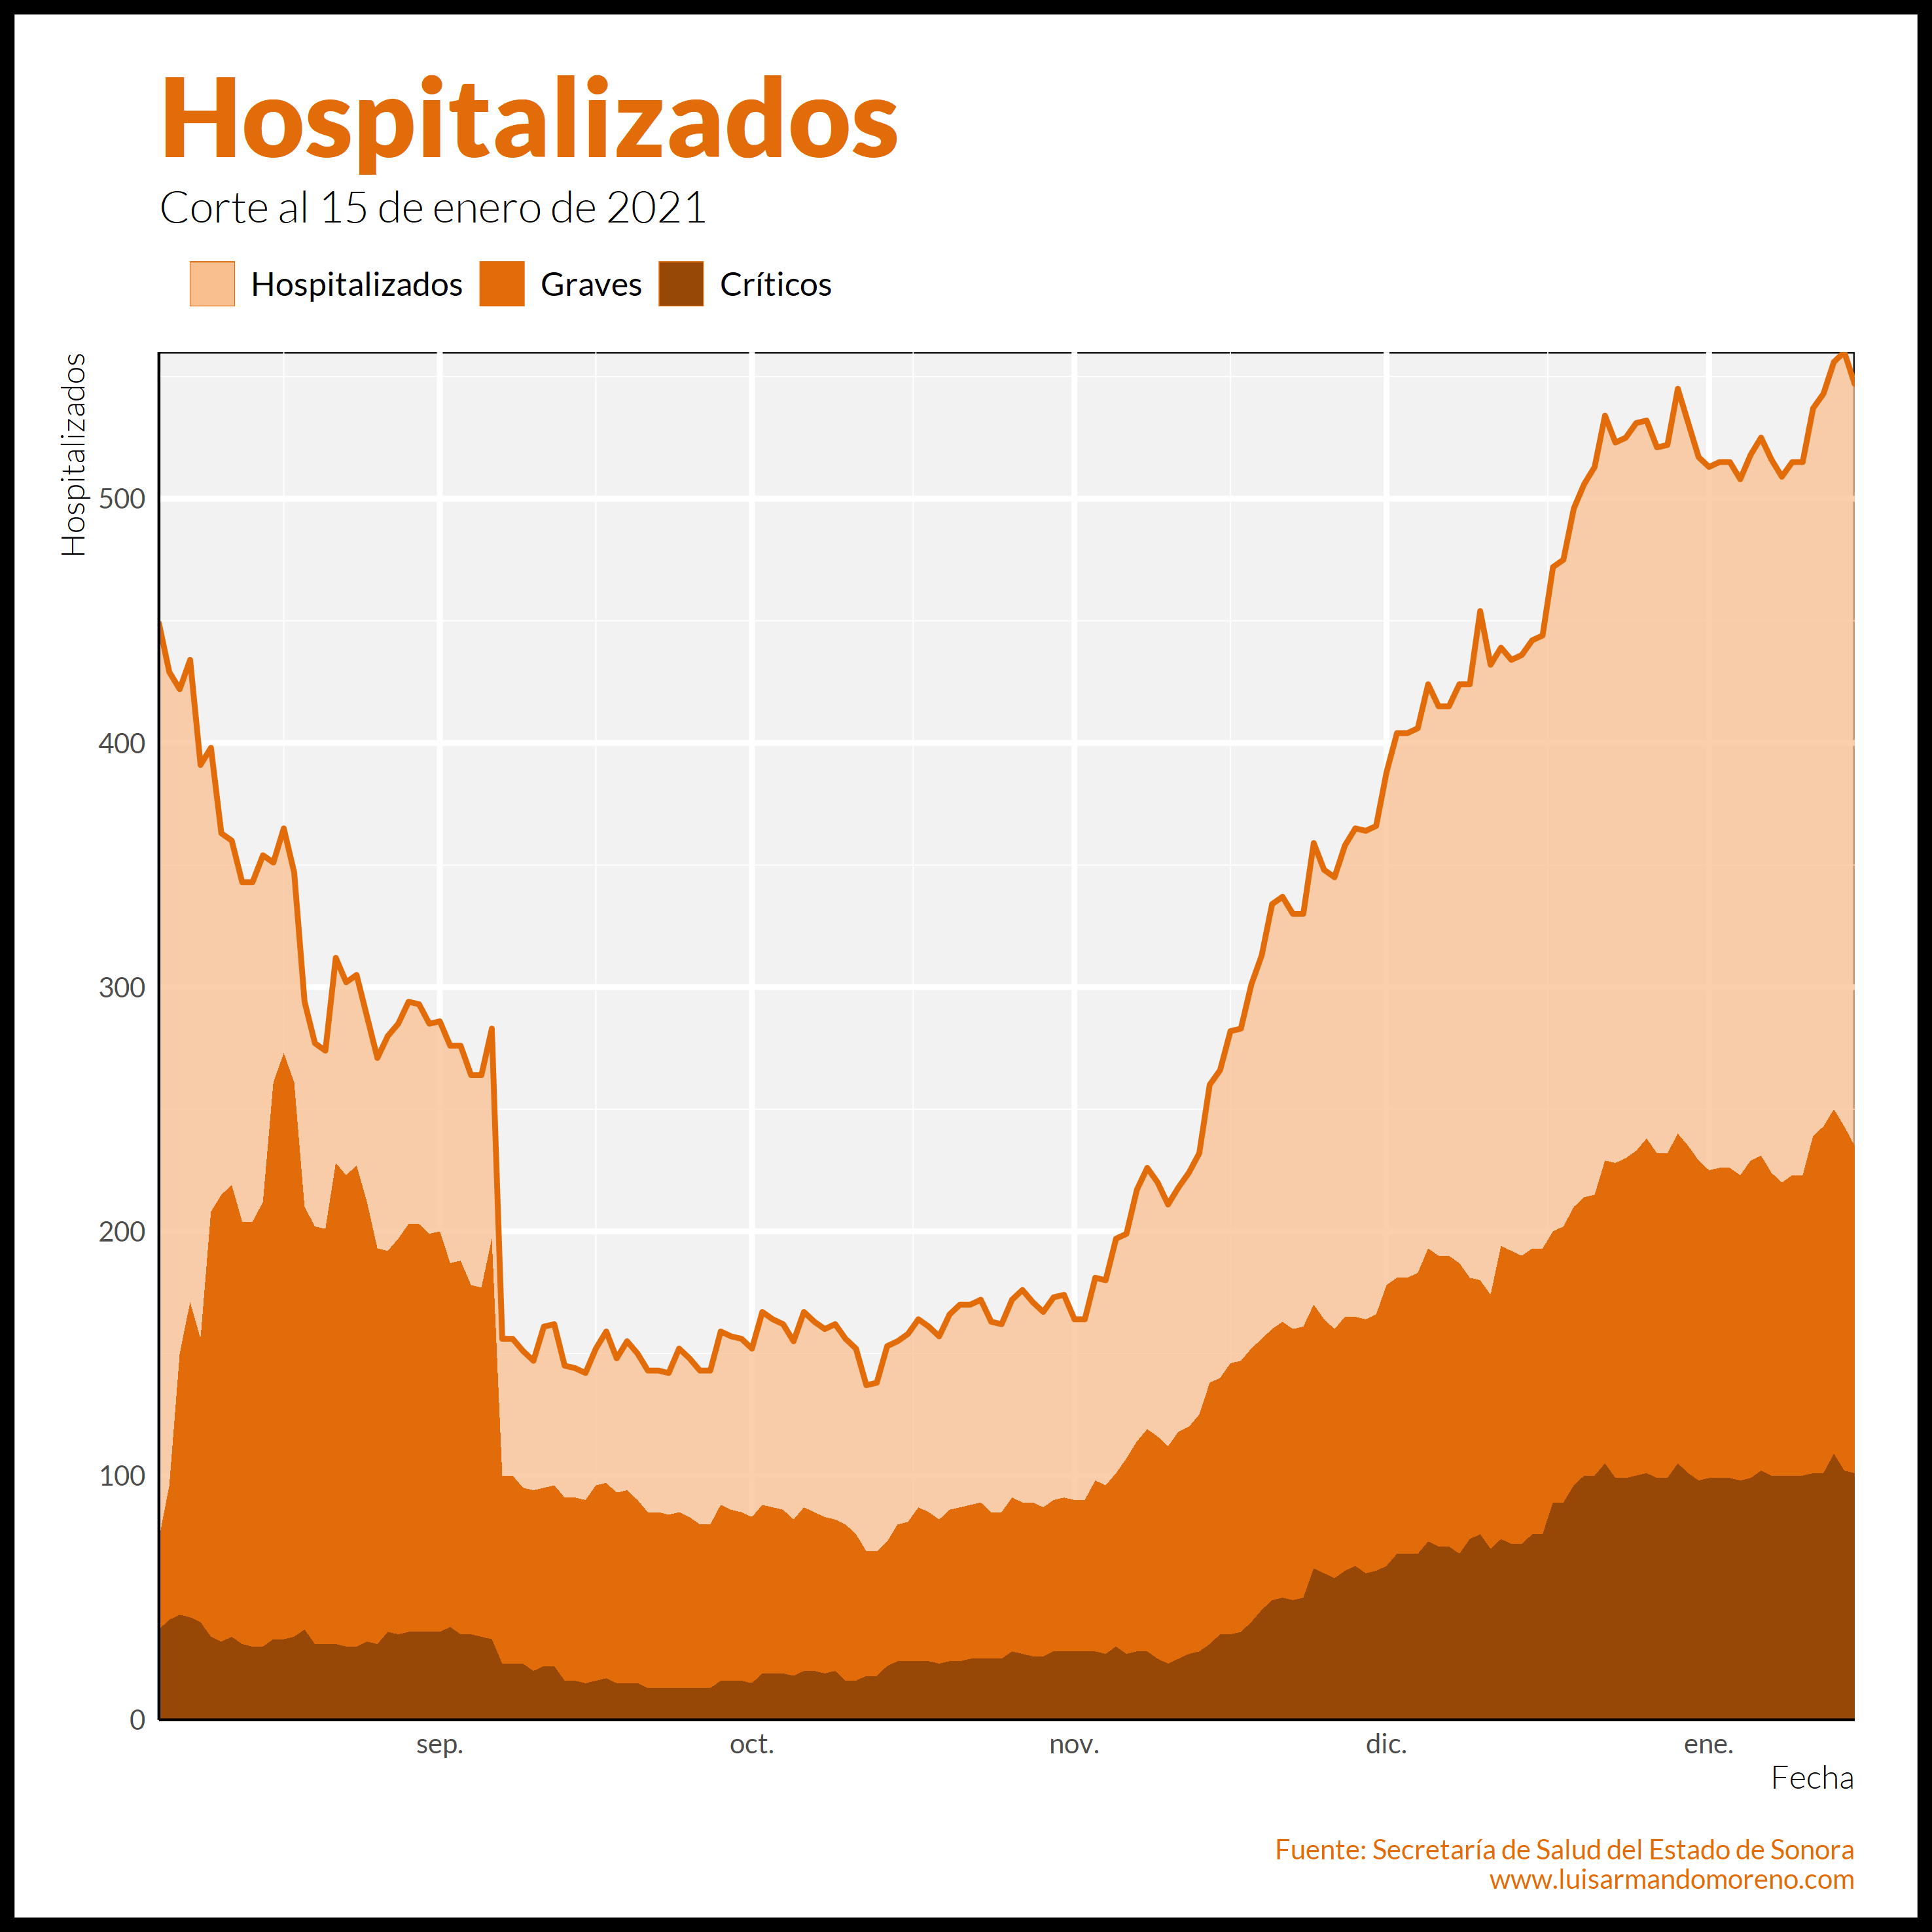 Hospitalizados
Corte al 15 de enero de 2021
Hospitalizados Graves Críticos
Hospitalizados
500
400
300
200
100
0
sep. oct. nov. dic. ene.
Fecha
Fuente: Secretaría de Salud del Estado de Sonora
www.luisarmandomoreno.com